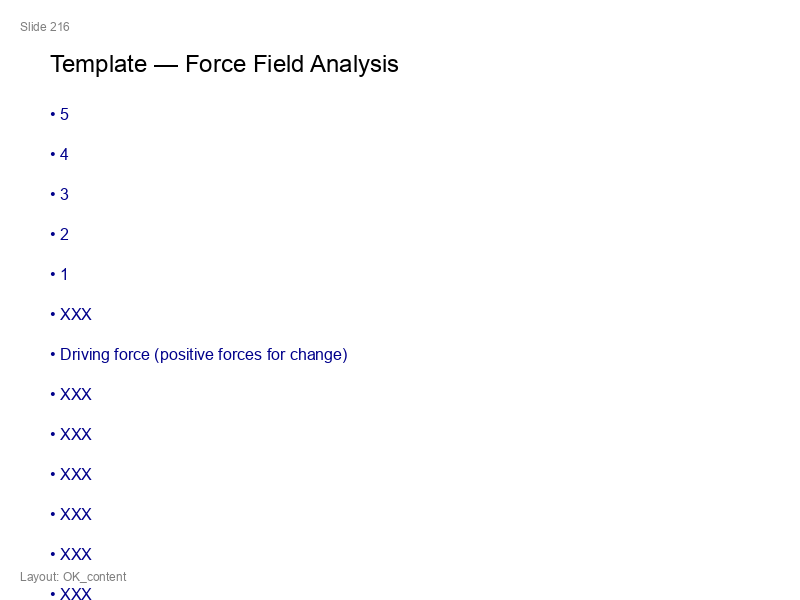 Slide 216
Template — Force Field Analysis
• 5
• 4
• 3
• 2
• 1
• XXX
• Driving force (positive forces for change)
• XXX
• XXX
• XXX
• XXX
• XXX
Layout: OK_content
• XXX